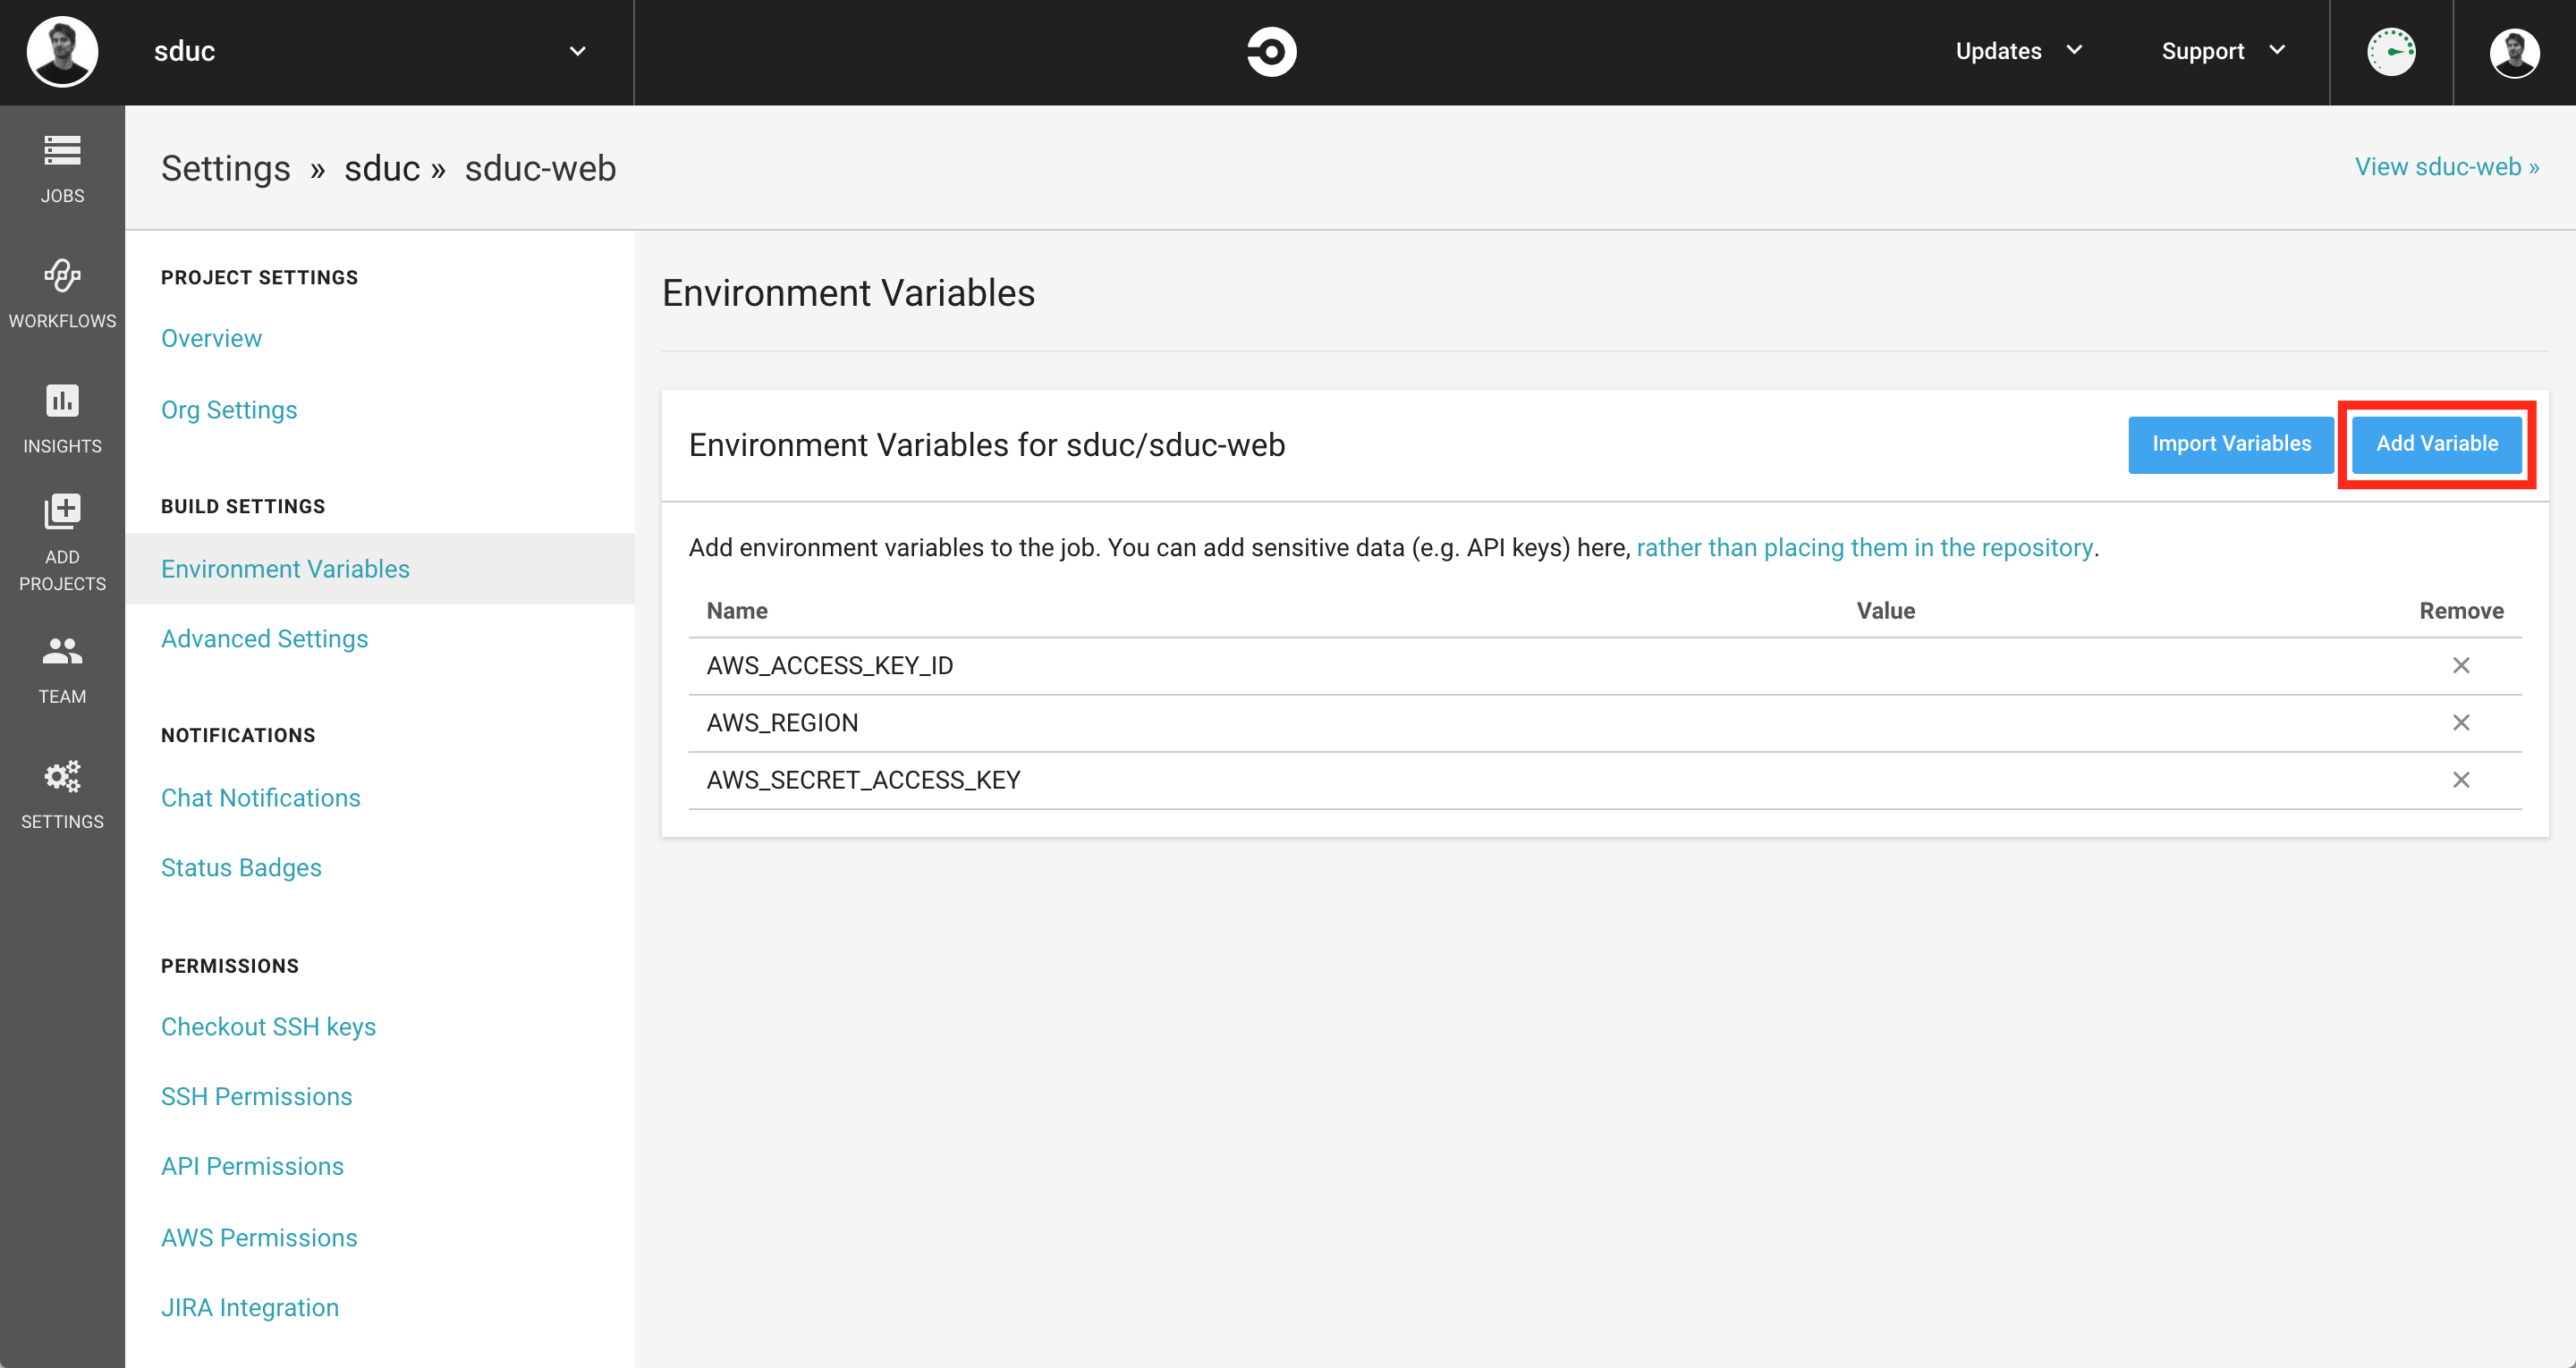 sduc
Updates
Support
JOBS
WORKFLOWS
INSIGHTS
ADD
PROJECTS
TEAM
SETTINGS
Settings » sduc » sduc-web
View sduc-web »
PROJECT SETTINGS
Overview
Org Settings
BUILD SETTINGS
Environment Variables
Advanced Settings
NOTIFICATIONS
Chat Notifications
Status Badges
PERMISSIONS
Checkout SSH keys
SSH Permissions
API Permissions
AWS Permissions
JIRA Integration
Environment Variables
Environment Variables for sduc/sduc-web
Import Variables
Add Variable
Add environment variables to the job. You can add sensitive data (e.g. API keys) here, rather than placing them in the repository.
Name Value Remove
AWS_ACCESS_KEY_ID
AWS_REGION
AWS_SECRET_ACCESS_KEY